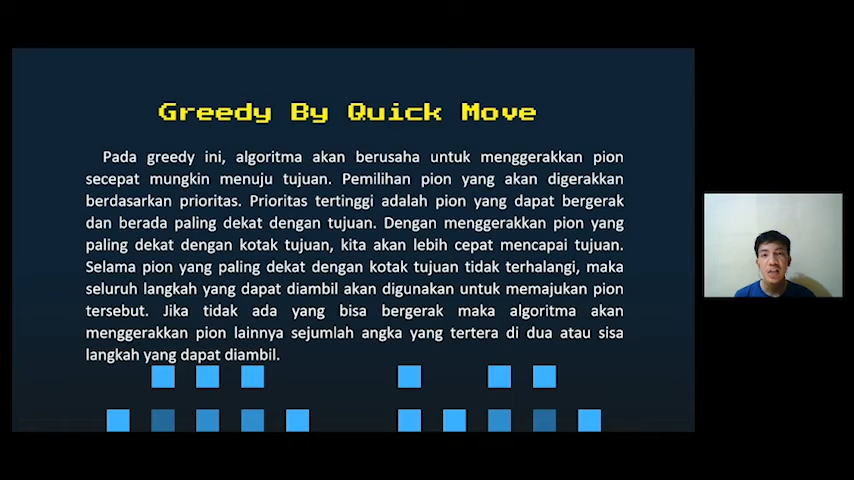 Greedy By Quick Move
Pada greedy ini, algoritma akan berusaha untuk menggerakkan pion
secepat mungkin menuju tujuan. Pemilihan pion yang akan digerakkan
berdasarkan prioritas. Prioritas tertinggi adalah pion yang dapat bergerak
dan berada paling dekat dengan tujuan. Dengan menggerakkan pion yang
paling dekat dengan kotak tujuan, kita akan lebih cepat mencapai tujuan.
Selama pion yang paling dekat dengan kotak tujuan tidak terhalangi, maka
seluruh langkah yang dapat diambil akan digunakan untuk memajukan pion
tersebut. Jika tidak ada yang bisa bergerak maka algoritma akan
menggerakkan pion lainnya sejumlah angka yang tertera di dua atau sisa
langkah yang dapat diambil.